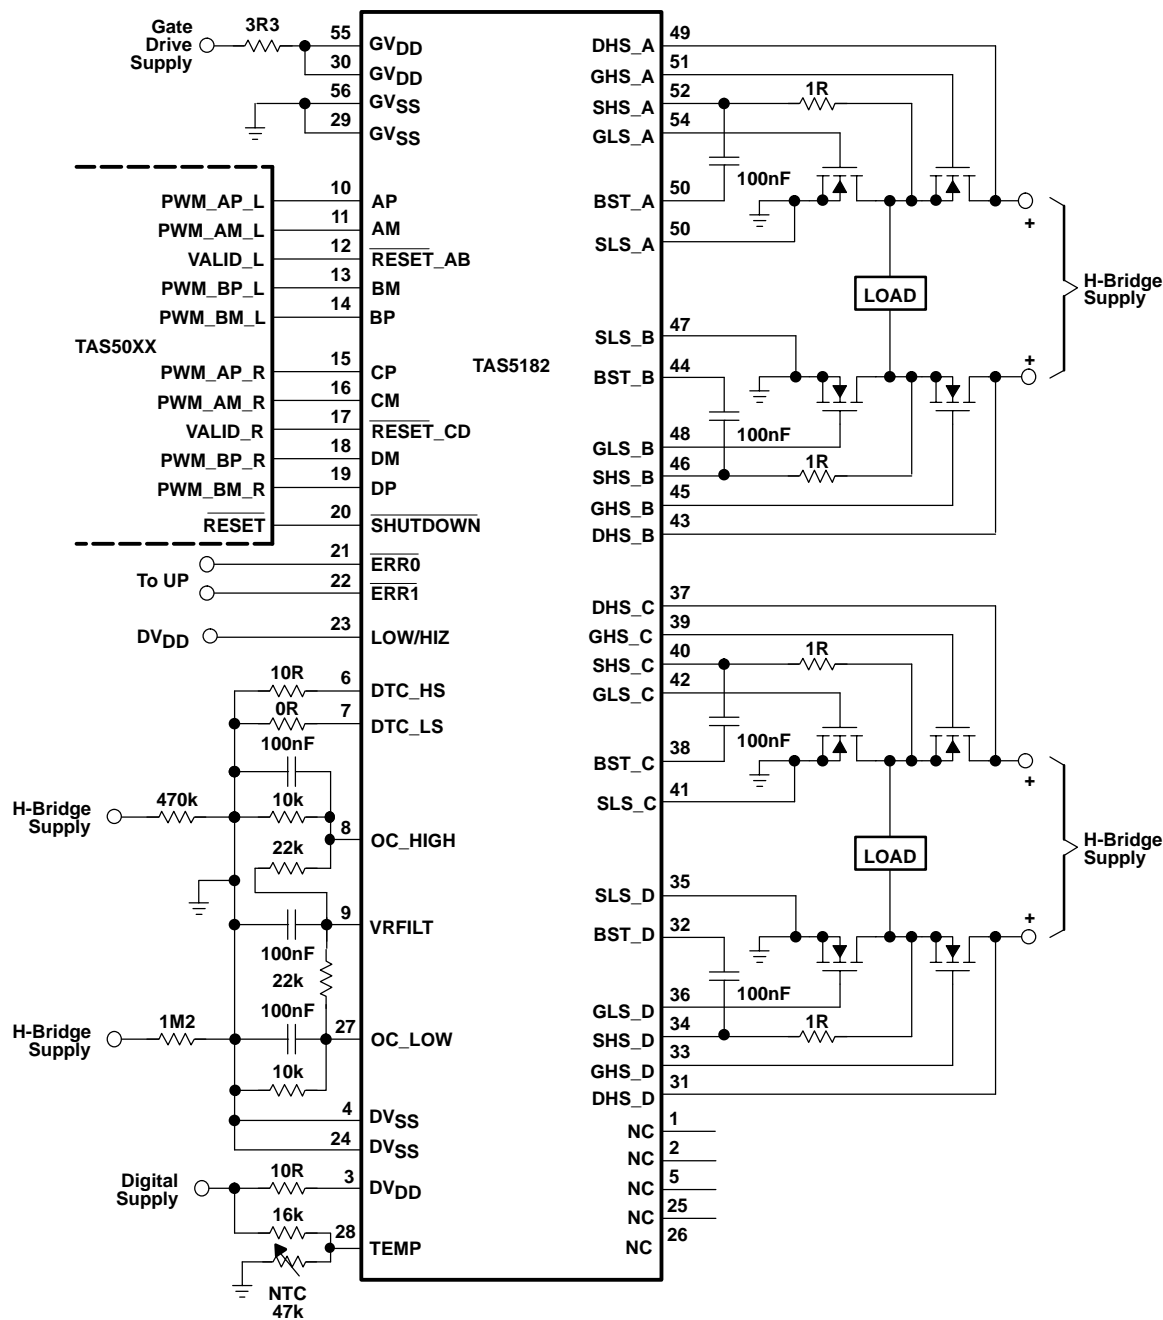 Gate
Drive
Supply
3R3
55
GVDD
30
GVDD
56
GVSS
29
GVSS
TAS50XX
PWM_AP_L
10
AP
PWM_AM_L
11
AM
VALID_L
12
RESET_AB
PWM_BP_L
13
BM
PWM_BM_L
14
BP
PWM_AP_R
15
CP
PWM_AM_R
16
CM
VALID_R
17
RESET_CD
PWM_BP_R
18
DM
PWM_BM_R
19
DP
RESET
20
SHUTDOWN
To UP
21
ERR0
22
ERR1
DVDD
23
LOW/HIZ
10R
6
DTC_HS
0R
7
DTC_LS
100nF
H-Bridge
Supply
470k
10k
8
OC_HIGH
22k
9
VRFILT
100nF
22k
100nF
H-Bridge
Supply
1M2
27
OC_LOW
10k
4
DVSS
24
DVSS
Digital
Supply
10R
3
DVDD
16k
28
TEMP
NTC
47k
TAS5182
DHS_A
49
GHS_A
51
SHS_A
52
1R
GLS_A
54
100nF
BST_A
50
SLS_A
50
+
H-Bridge
Supply
LOAD
SLS_B
47
BST_B
44
+
100nF
GLS_B
48
SHS_B
46
1R
GHS_B
45
DHS_B
43
DHS_C
37
GHS_C
39
SHS_C
40
1R
GLS_C
42
100nF
BST_C
38
SLS_C
41
+
H-Bridge
Supply
LOAD
SLS_D
35
BST_D
32
+
100nF
GLS_D
36
SHS_D
34
1R
GHS_D
33
DHS_D
31
NC
1
NC
2
NC
5
NC
25
NC
26